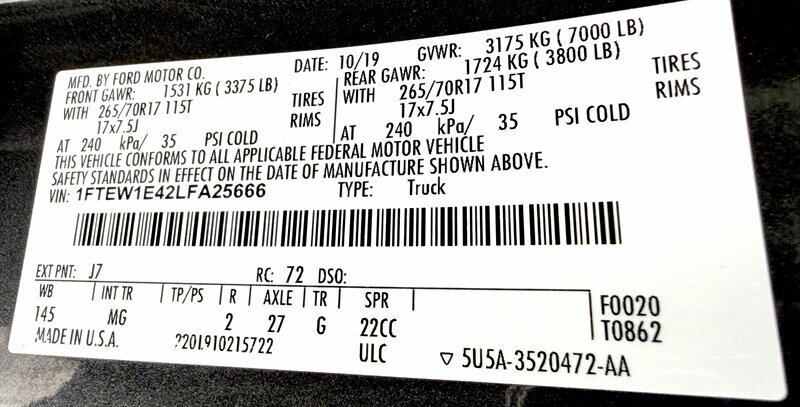 MFD. BY FORD MOTOR CO. DATE: 10/19 GVWR: 3175 KG ( 7000 LB)
FRONT GAWR: 1531 KG ( 3375 LB) REAR GAWR: 1724 KG ( 3800 LB)
WITH 265/70R17 115T TIRES WITH 265/70R17 115T TIRES
17x7.5J RIMS 17x7.5J RIMS
AT 240 kPa/ 35 PSI COLD AT 240 kPa/ 35 PSI COLD
THIS VEHICLE CONFORMS TO ALL APPLICABLE FEDERAL MOTOR VEHICLE
SAFETY STANDARDS IN EFFECT ON THE DATE OF MANUFACTURE SHOWN ABOVE.
VIN: 1FTEW1E42LFA25666 TYPE: Truck
EXT PNT: J7 RC: 72 DSO:
WB INT TR TP/PS R AXLE TR SPR F0020
145 MG 2 27 G 22CC T0862
MADE IN U.S.A. ULC ▽ 5U5A-3520472-AA